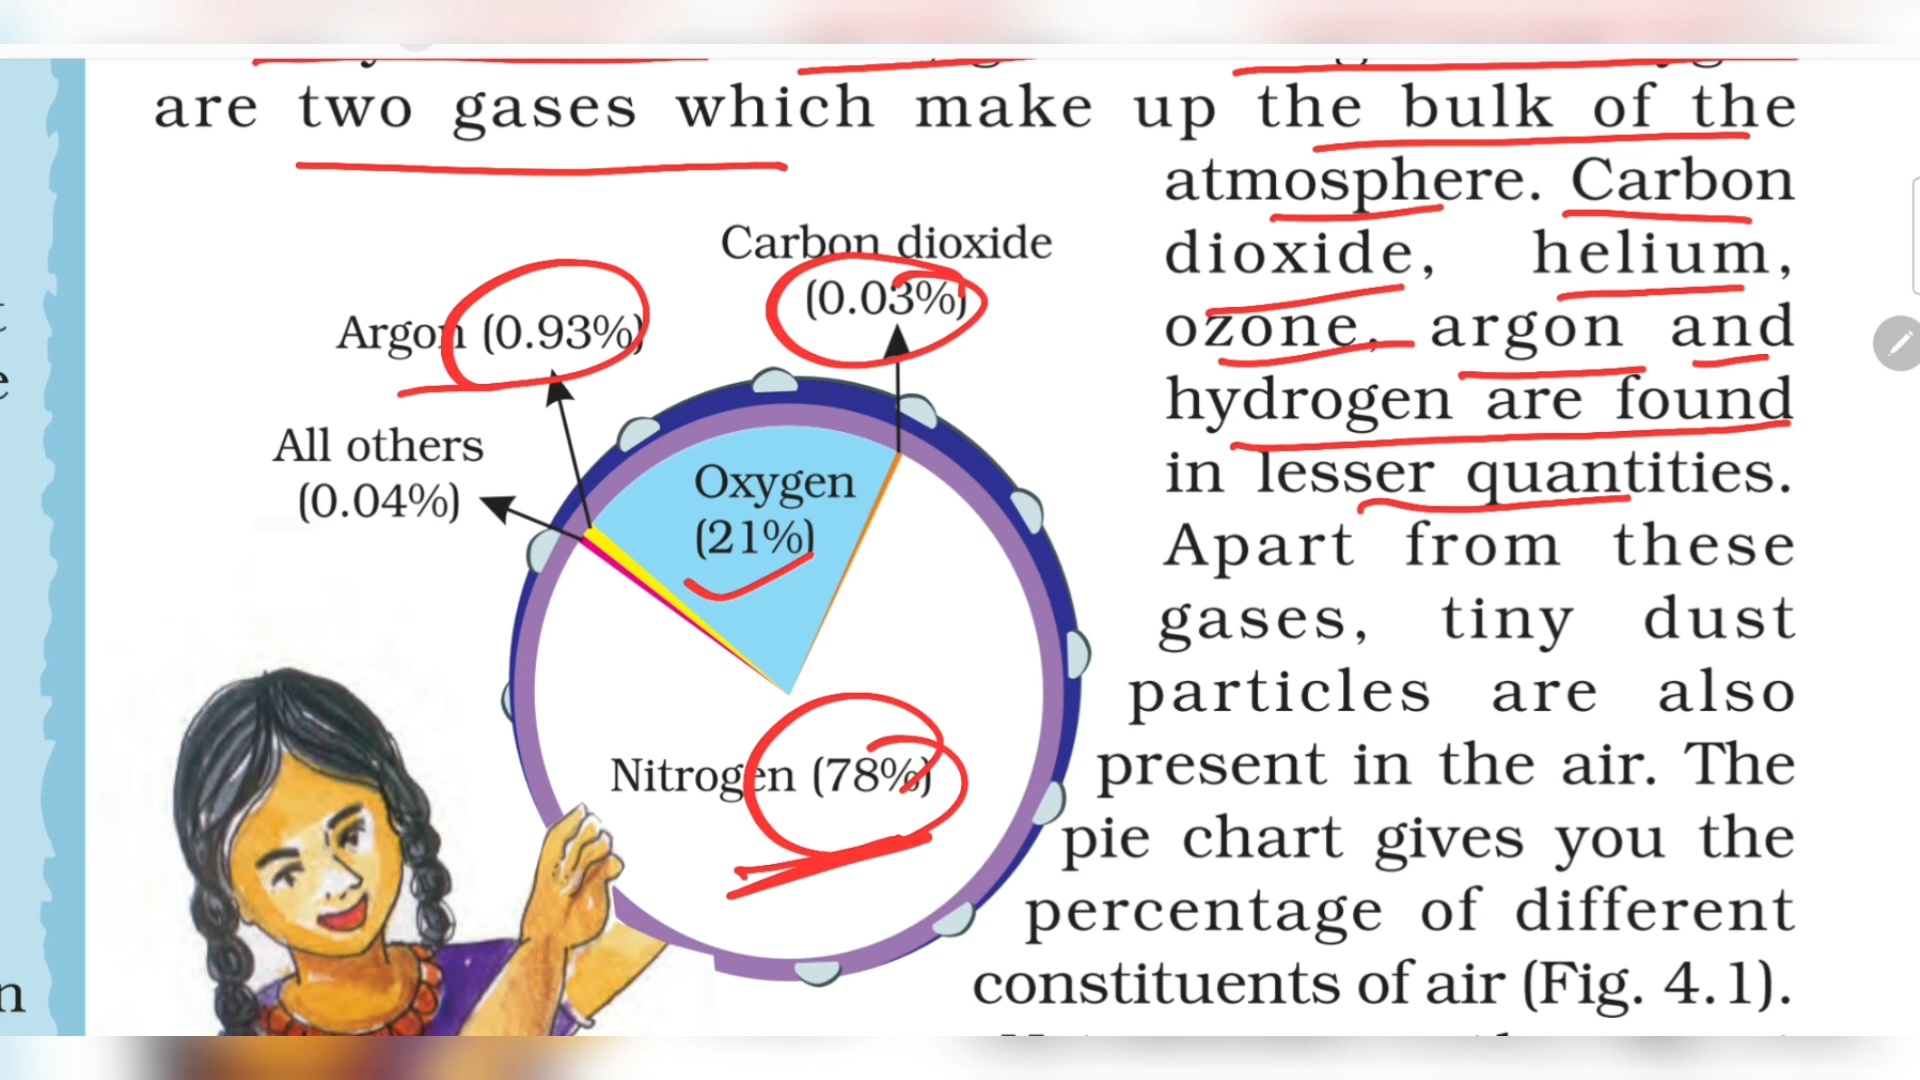 are two gases which make up the bulk of the
atmosphere. Carbon
dioxide, helium,
ozone, argon and
hydrogen are found
in lesser quantities.
Apart from these
gases, tiny dust
particles are also
present in the air. The
pie chart gives you the
percentage of different
constituents of air (Fig. 4.1).
Carbon dioxide
(0.03%)
Argon (0.93%)
All others
(0.04%)
Oxygen
(21%)
Nitrogen (78%)